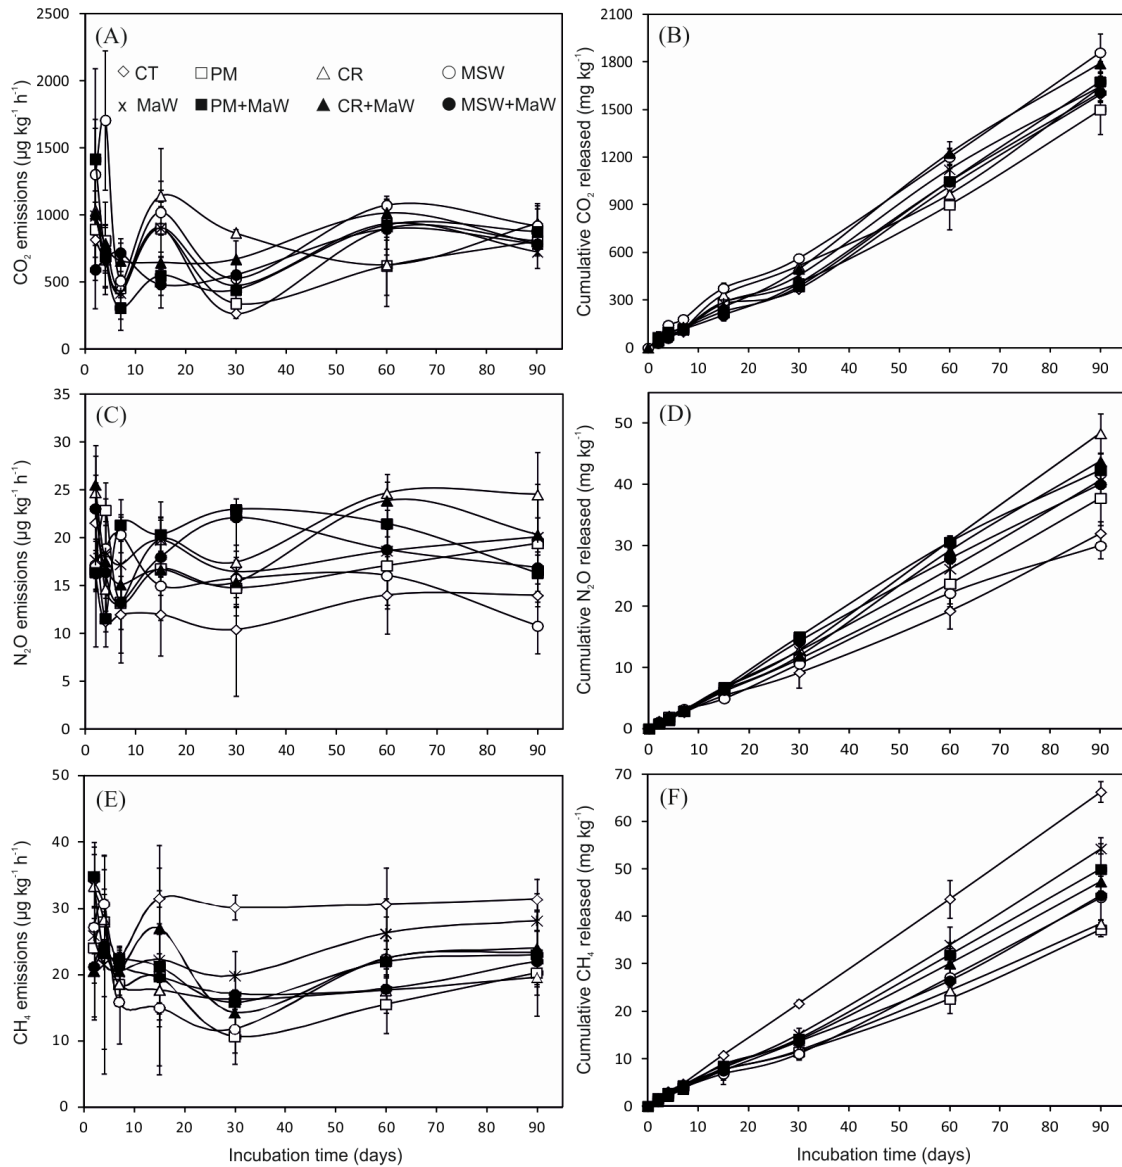 (A)
CT PM CR MSW
x MaW PM+MaW CR+MaW MSW+MaW
CO₂ emissions (µg kg⁻¹ h⁻¹)
2500
2000
1500
1000
500
0
0 10 20 30 40 50 60 70 80 90
(B)
Cumulative CO₂ released (mg kg⁻¹)
2100
1800
1500
1200
900
600
300
0
0 10 20 30 40 50 60 70 80 90
(C)
N₂O emissions (µg kg⁻¹ h⁻¹)
35
30
25
20
15
10
5
0
0 10 20 30 40 50 60 70 80 90
(D)
Cumulative N₂O released (mg kg⁻¹)
50
40
30
20
10
0
0 10 20 30 40 50 60 70 80 90
(E)
CH₄ emissions (µg kg⁻¹ h⁻¹)
50
40
30
20
10
0
0 10 20 30 40 50 60 70 80 90
Incubation time (days)
(F)
Cumulative CH₄ released (mg kg⁻¹)
70
60
50
40
30
20
10
0
0 10 20 30 40 50 60 70 80 90
Incubation time (days)